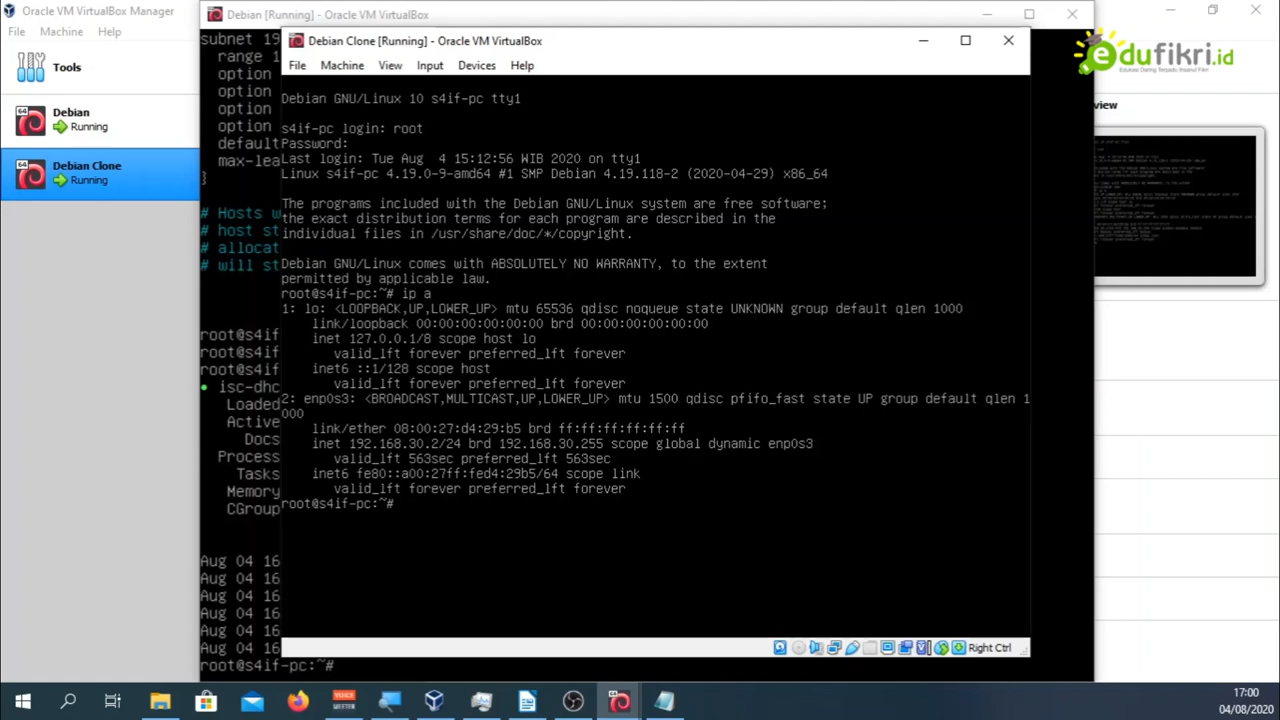 Oracle VM VirtualBox Manager
File Machine Help
Tools
64
Debian
Running
64
Debian Clone
Running
Debian [Running] - Oracle VM VirtualBox
subnet 19
range 1
option
option
option
option
default
max-lea
}
# Hosts w
# host st
# allocat
# will st
root@s4if
root@s4if
root@s4if
● isc-dhc
Loaded
Active
Docs
Process
Tasks
Memory
CGroup
Aug 04 16
Aug 04 16
Aug 04 16
Aug 04 16
Aug 04 16
Aug 04 16
root@s4if-pc:~#
Debian Clone [Running] - Oracle VM VirtualBox
File Machine View Input Devices Help
Debian GNU/Linux 10 s4if-pc tty1
s4if-pc login: root
Password:
Last login: Tue Aug  4 15:12:56 WIB 2020 on tty1
Linux s4if-pc 4.19.0-9-amd64 #1 SMP Debian 4.19.118-2 (2020-04-29) x86_64
The programs included with the Debian GNU/Linux system are free software;
the exact distribution terms for each program are described in the
individual files in /usr/share/doc/*/copyright.
Debian GNU/Linux comes with ABSOLUTELY NO WARRANTY, to the extent
permitted by applicable law.
root@s4if-pc:~# ip a
1: lo: <LOOPBACK,UP,LOWER_UP> mtu 65536 qdisc noqueue state UNKNOWN group default qlen 1000
link/loopback 00:00:00:00:00:00 brd 00:00:00:00:00:00
inet 127.0.0.1/8 scope host lo
valid_lft forever preferred_lft forever
inet6 ::1/128 scope host
valid_lft forever preferred_lft forever
2: enp0s3: <BROADCAST,MULTICAST,UP,LOWER_UP> mtu 1500 qdisc pfifo_fast state UP group default qlen 1
000
link/ether 08:00:27:d4:29:b5 brd ff:ff:ff:ff:ff:ff
inet 192.168.30.2/24 brd 192.168.30.255 scope global dynamic enp0s3
valid_lft 563sec preferred_lft 563sec
inet6 fe80::a00:27ff:fed4:29b5/64 scope link
valid_lft forever preferred_lft forever
root@s4if-pc:~#
Right Ctrl
edufikri.id
Edukasi Daring Terpadu Ihsanul Fikri
view
VOICE
MEETER
17:00
04/08/2020